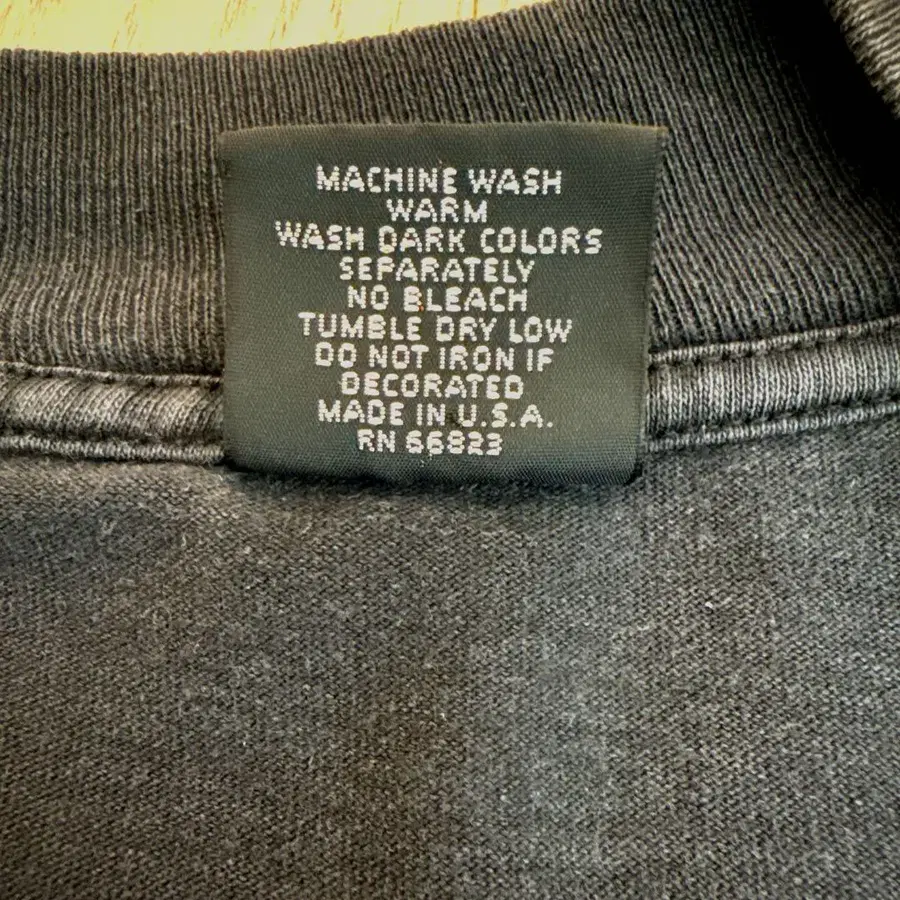 MACHINE WASH
WARM
WASH DARK COLORS
SEPARATELY
NO BLEACH
TUMBLE DRY LOW
DO NOT IRON IF
DECORATED
MADE IN U.S.A.
RN 66823